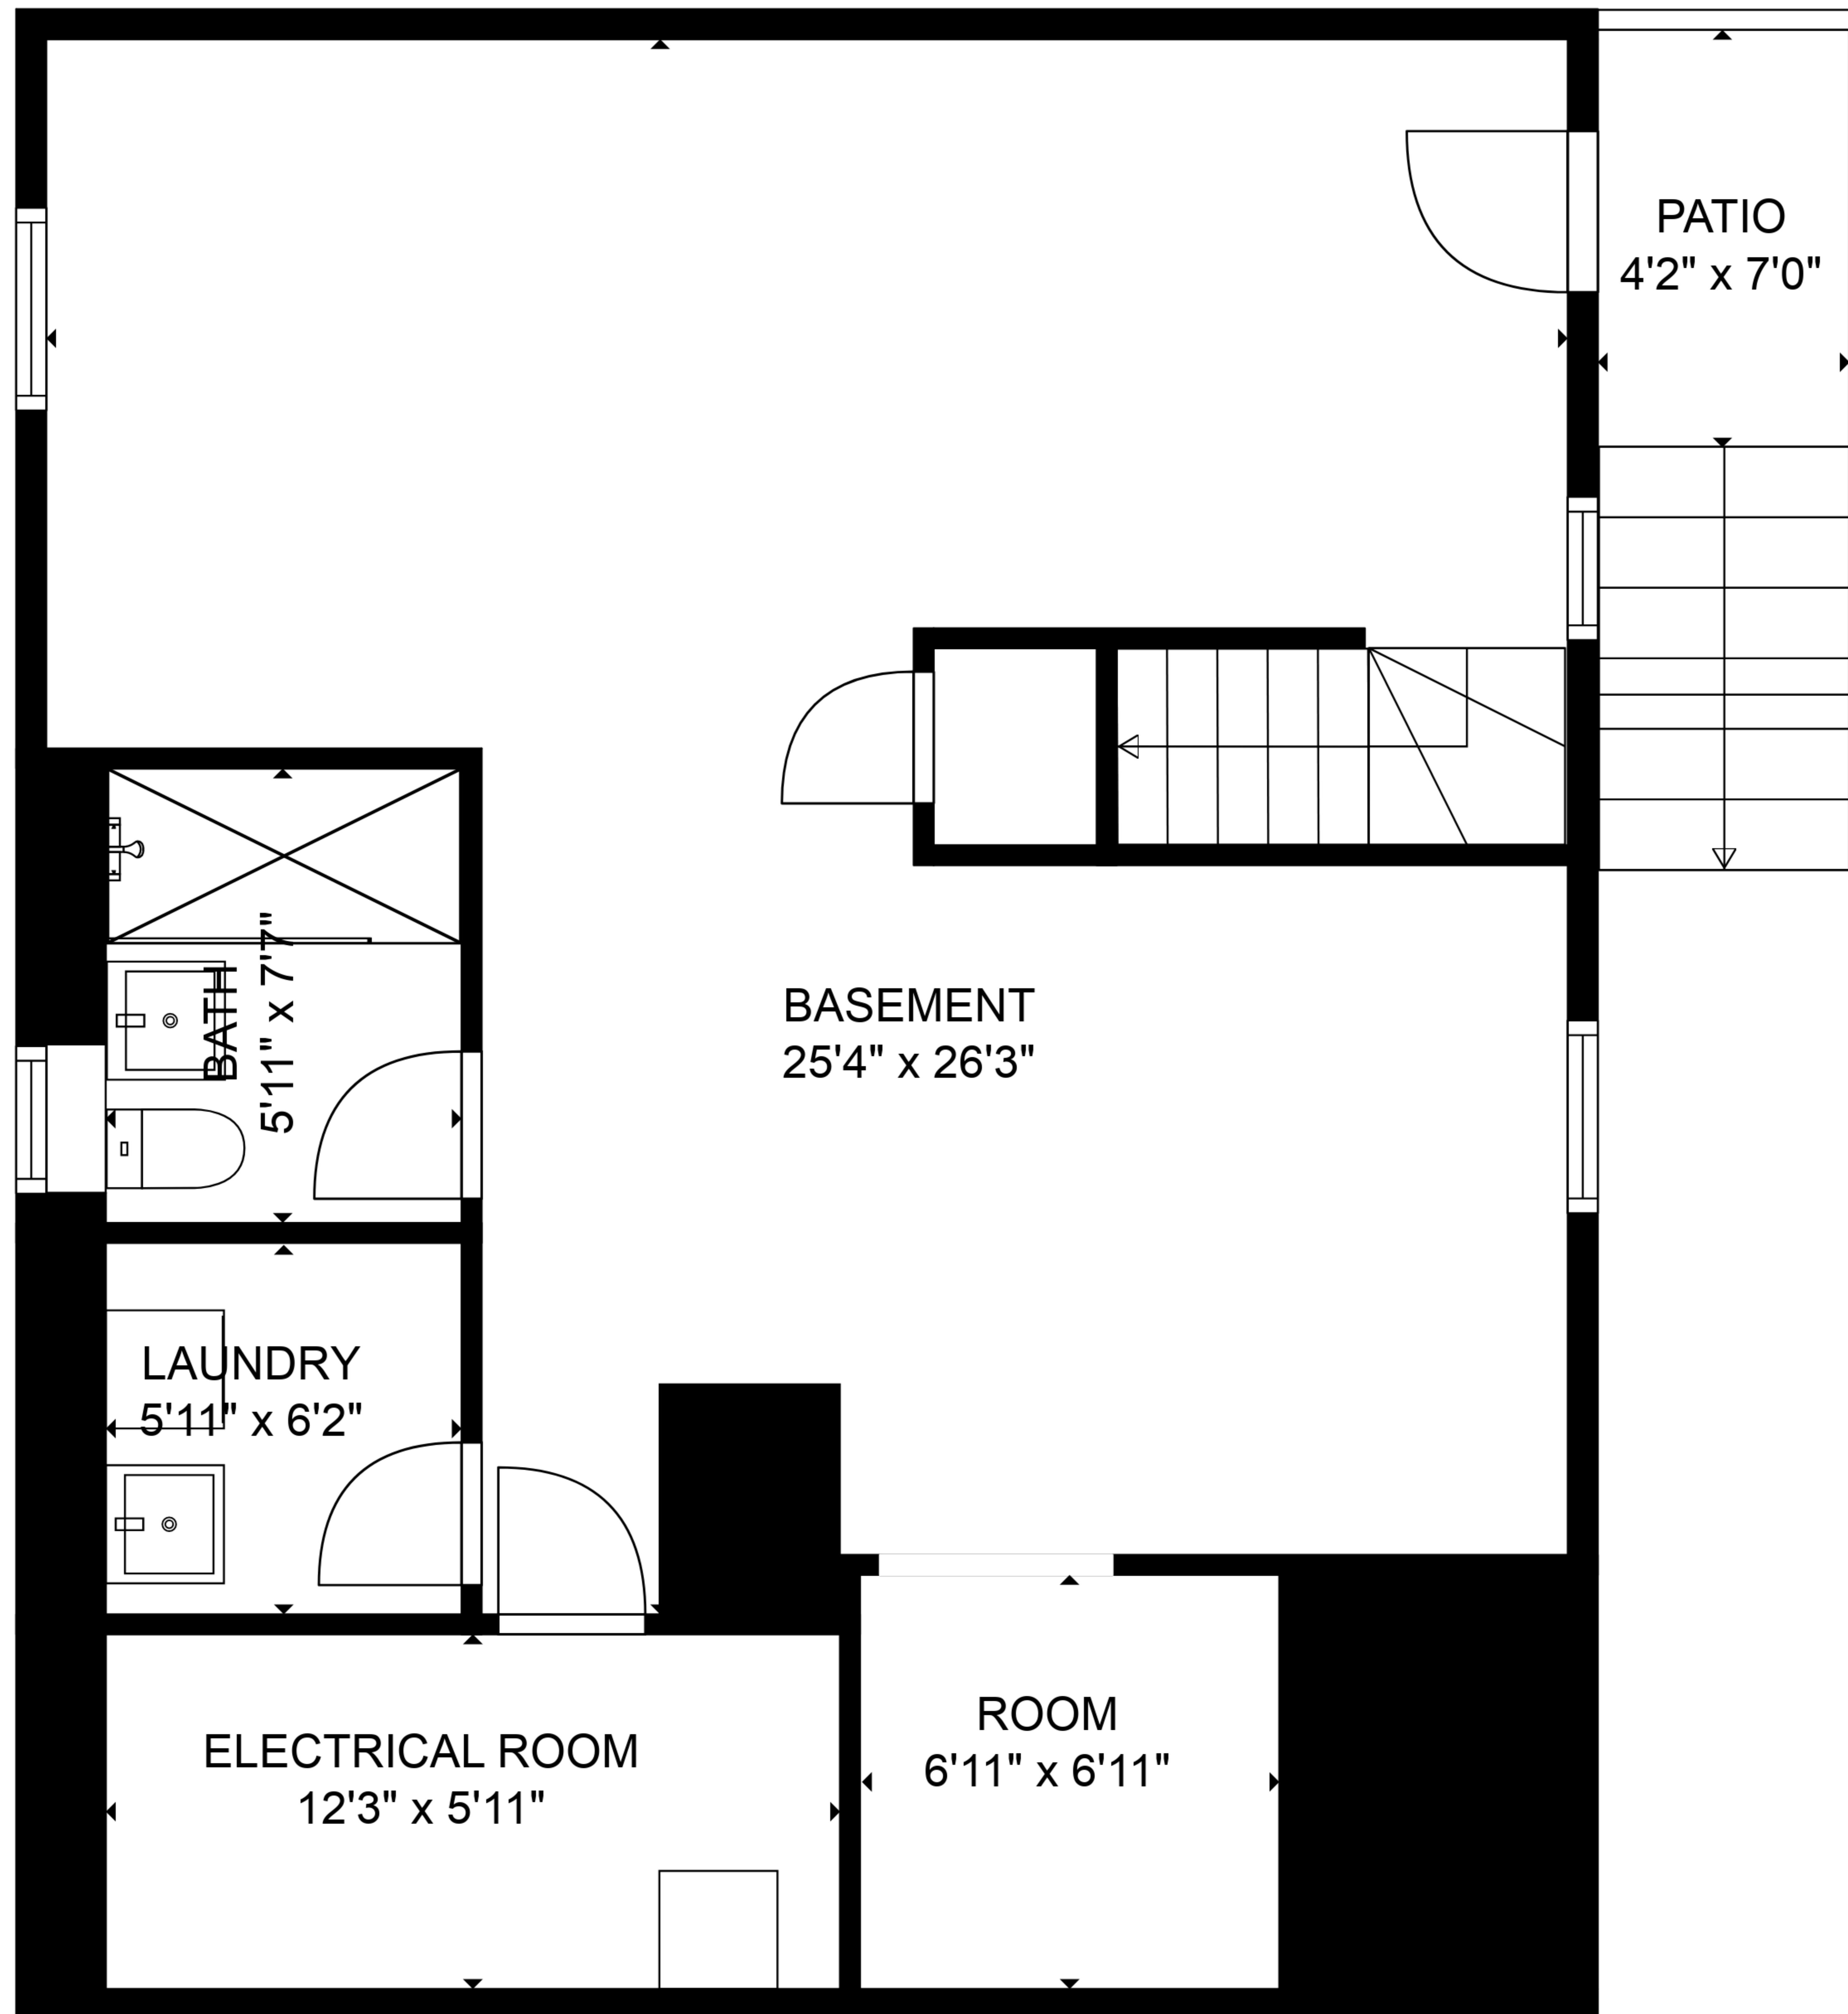 PATIO
4'2" x 7'0"
BATH
5'11" x 7'7"
BASEMENT
25'4" x 26'3"
LAUNDRY
5'11" x 6'2"
ROOM
6'11" x 6'11"
ELECTRICAL ROOM
12'3" x 5'11"